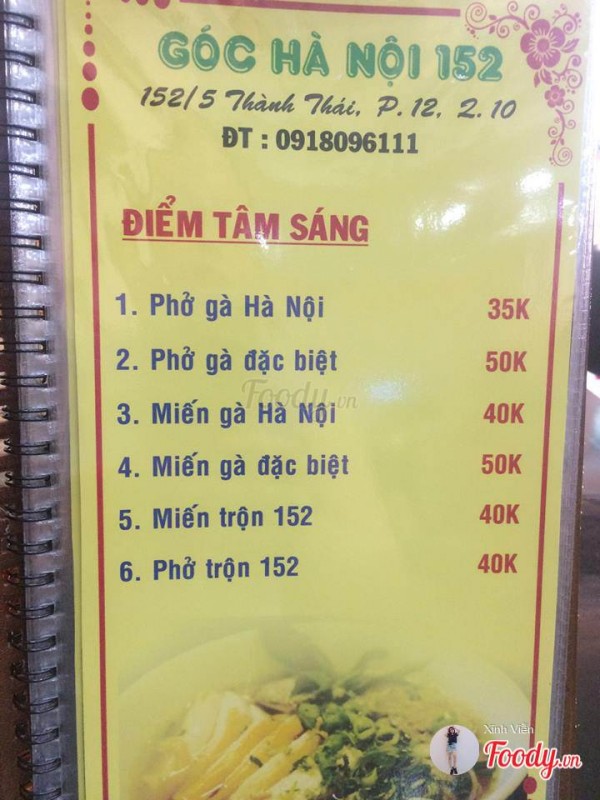 GÓC HÀ NỘI 152
152/5 Thành Thái, P. 12, Q. 10
ĐT : 0918096111
ĐIỂM TÂM SÁNG
1. Phở gà Hà Nội 35K
2. Phở gà đặc biệt 50K
Foody.vn
3. Miến gà Hà Nội 40K
4. Miến gà đặc biệt 50K
5. Miến trộn 152 40K
6. Phở trộn 152 40K
Xinh Viễn
Foody.vn